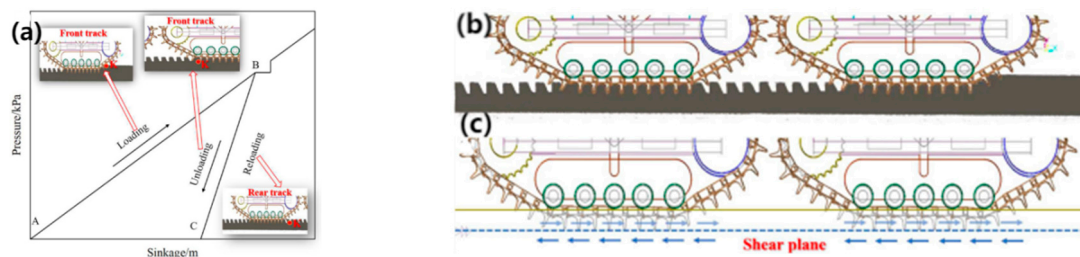 (a)
Front track
Front track
Pressure/kPa
Loading
Unloading
Reloading
A
B
C
Rear track
Sinkage/m
(b)
(c)
Shear plane